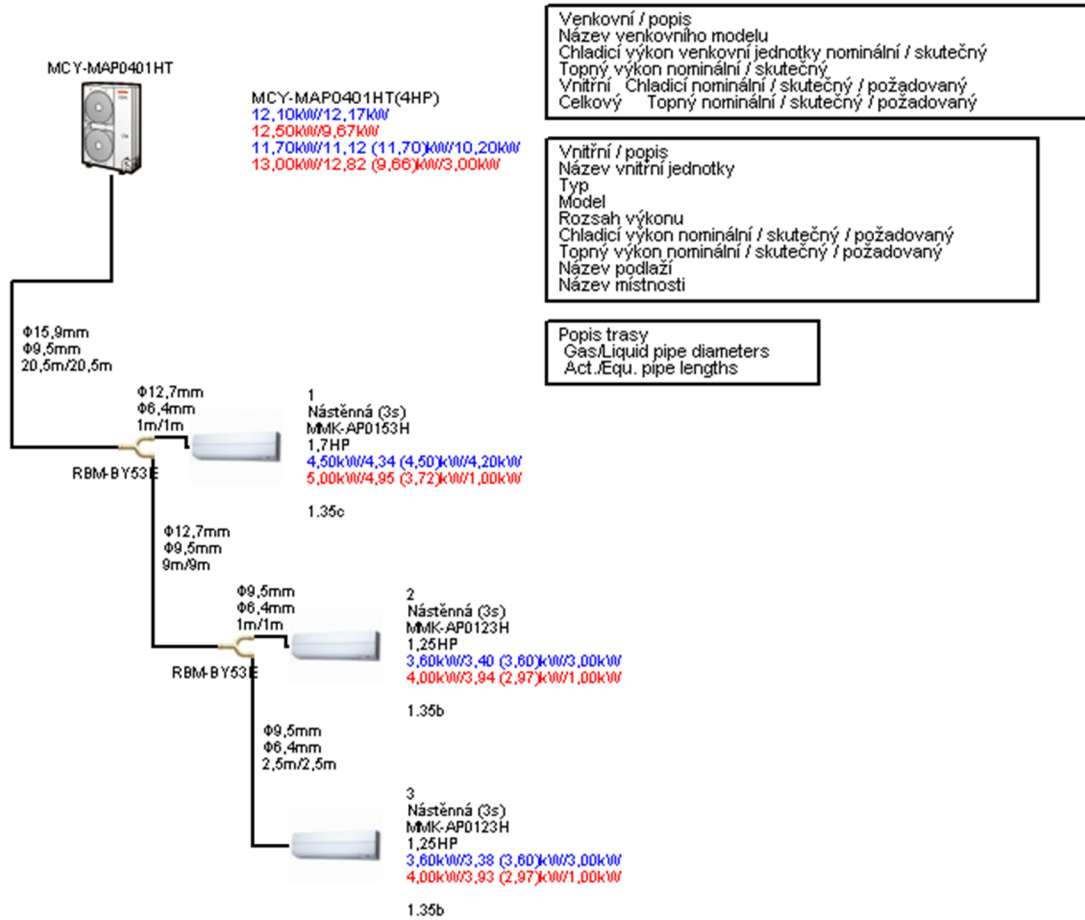 MCY-MAP0401HT
MCY-MAP0401HT(4HP)
12,10kW/12,17kW
12,50kW/9,67kW
11,70kW/11,12 (11,70)kW/10,20kW
13,00kW/12,82 (9,66)kW/3,00kW
Venkovní / popis
Název venkovního modelu
Chladicí výkon venkovní jednotky nominální / skutečný
Topný výkon nominální / skutečný
Vnitřní Chladicí nominální / skutečný / požadovaný
Celkový Topný nominální / skutečný / požadovaný
Vnitřní / popis
Název vnitřní jednotky
Typ
Model
Rozsah výkonu
Chladicí výkon nominální / skutečný / požadovaný
Topný výkon nominální / skutečný / požadovaný
Název podlaží
Název místnosti
Popis trasy
Gas/Liquid pipe diameters
Act./Equ. pipe lengths
Φ15,9mm
Φ9,5mm
20,5m/20,5m
Φ12,7mm
Φ6,4mm
1m/1m
RBM-BY53E
1
Nástěnná (3s)
MMK-AP0153H
1,7HP
4,50kW/4,34 (4,50)kW/4,20kW
5,00kW/4,95 (3,72)kW/1,00kW
1.35c
Φ12,7mm
Φ9,5mm
9m/9m
Φ9,5mm
Φ6,4mm
1m/1m
RBM-BY53E
2
Nástěnná (3s)
MMK-AP0123H
1,25HP
3,60kW/3,40 (3,60)kW/3,00kW
4,00kW/3,94 (2,97)kW/1,00kW
1.35b
Φ9,5mm
Φ6,4mm
2,5m/2,5m
3
Nástěnná (3s)
MMK-AP0123H
1,25HP
3,60kW/3,38 (3,60)kW/3,00kW
4,00kW/3,93 (2,97)kW/1,00kW
1.35b